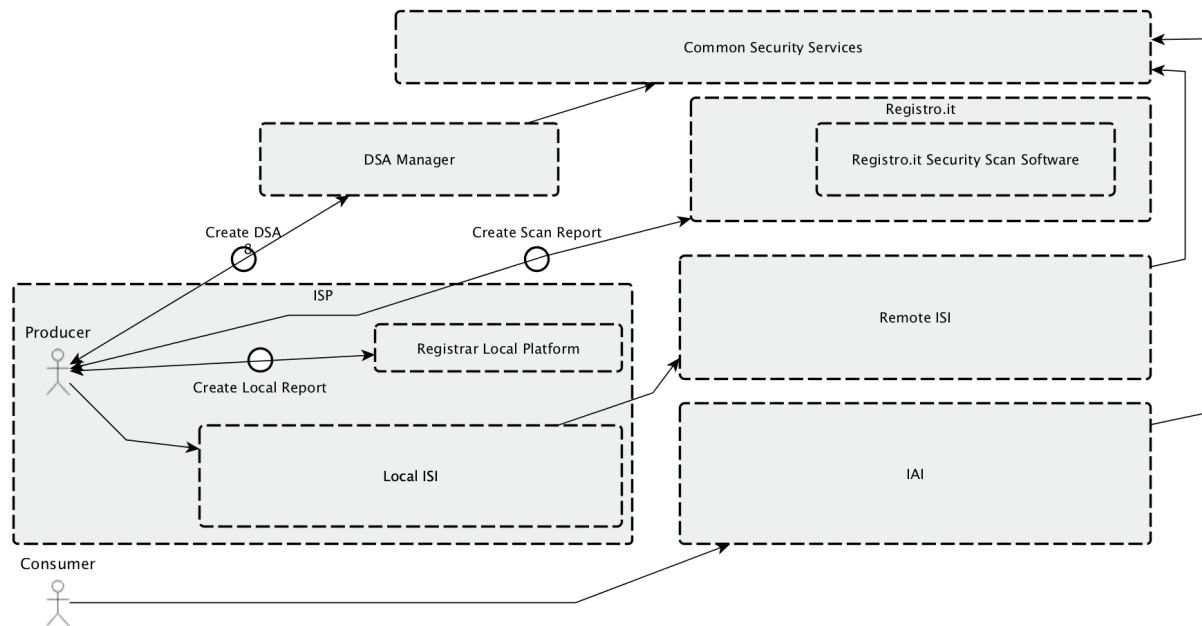 Common Security Services
Registro.it
DSA Manager
Registro.it Security Scan Software
Create DSA
8
Create Scan Report
ISP
Producer
Registrar Local Platform
Create Local Report
Remote ISI
Local ISI
IAI
Consumer